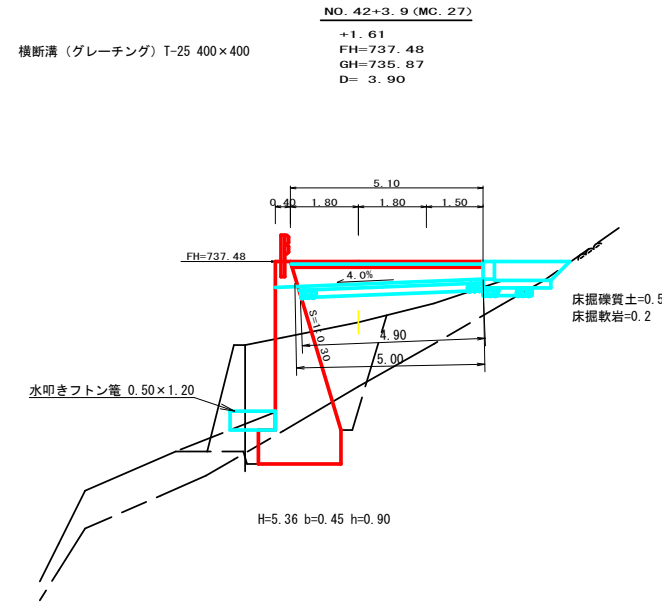 NO. 42+3. 9 (MC. 27)
+1. 61
FH=737. 48
GH=735. 87
D= 3. 90
横断溝（グレーチング）T-25 400×400
5. 10
0.40 1.80 1.80 1.50
FH=737. 48
4.0%
床掘礫質土=0.5
床掘軟岩=0.2
S=1:0.30
4.90
5.00
水叩きフトン篭 0.50×1.20
H=5.36 b=0.45 h=0.90